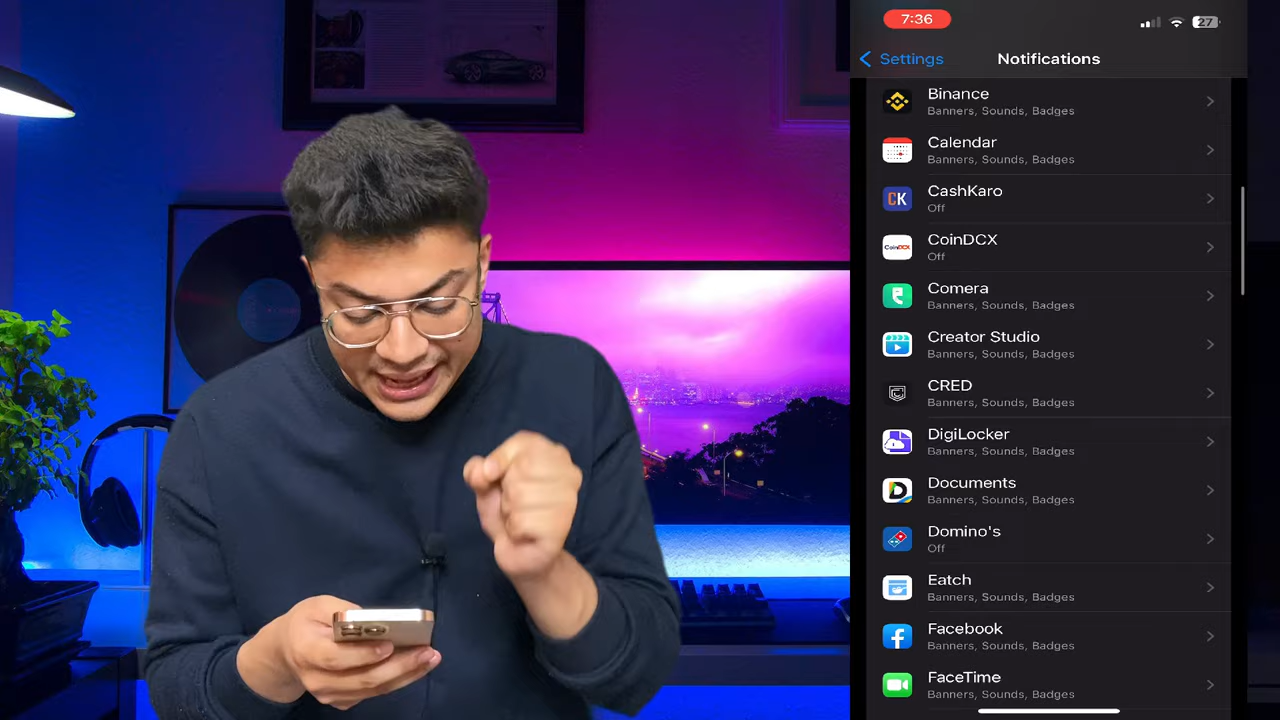 7:36
27
Settings
Notifications
Binance
Banners, Sounds, Badges
Calendar
Banners, Sounds, Badges
CK
CashKaro
Off
CoinDCX
CoinDCX
Off
Comera
Banners, Sounds, Badges
Creator Studio
Banners, Sounds, Badges
CRED
Banners, Sounds, Badges
DigiLocker
Banners, Sounds, Badges
Documents
Banners, Sounds, Badges
Domino's
Off
Eatch
Banners, Sounds, Badges
Facebook
Banners, Sounds, Badges
FaceTime
Banners, Sounds, Badges